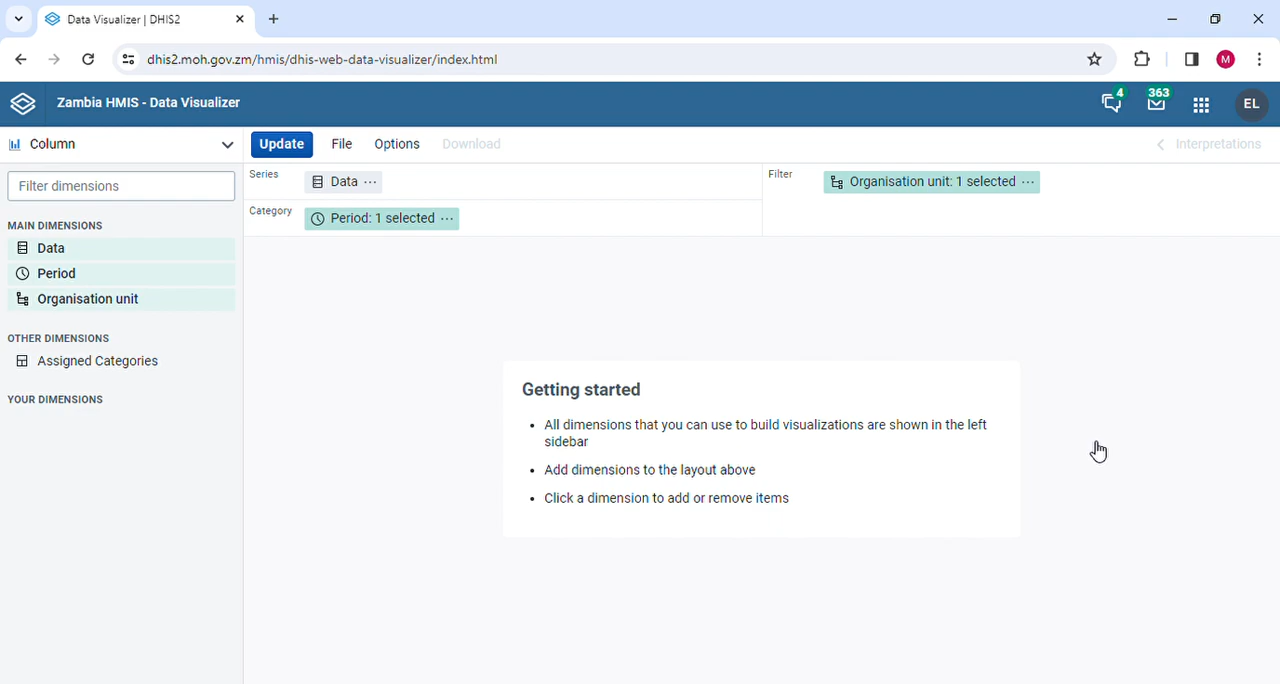 Data Visualizer | DHIS2
dhis2.moh.gov.zm/hmis/dhis-web-data-visualizer/index.html
M
Zambia HMIS - Data Visualizer
4
363
EL
Column
Update
File
Options
Download
Interpretations
Filter dimensions
MAIN DIMENSIONS
Data
Period
Organisation unit
OTHER DIMENSIONS
Assigned Categories
YOUR DIMENSIONS
Series
Data ...
Category
Period: 1 selected ...
Filter
Organisation unit: 1 selected ...
Getting started
• All dimensions that you can use to build visualizations are shown in the left
sidebar
• Add dimensions to the layout above
• Click a dimension to add or remove items